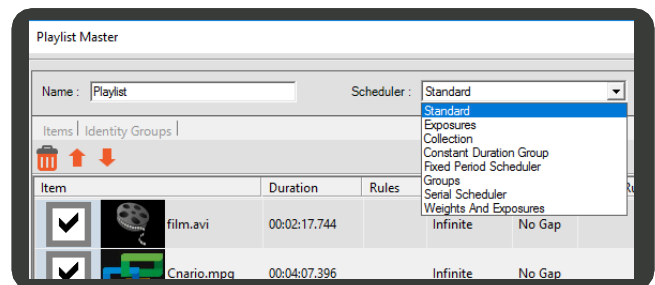 Playlist Master
Name : Playlist Scheduler : Standard
Standard
Exposures
Collection
Constant Duration Group
Fixed Period Scheduler
Groups
Serial Scheduler
Weights And Exposures
Items Identity Groups
Item Duration Rules
film.avi 00:02:17.744 Infinite No Gap
Cnario.mpg 00:04:07.396 Infinite No Gap